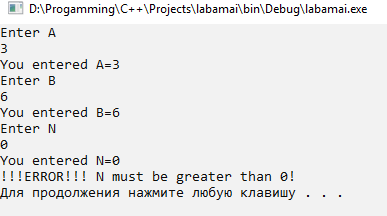 D:\Progamming\C++\Projects\labamai\bin\Debug\labamai.exe
Enter A
3
You entered A=3
Enter B
6
You entered B=6
Enter N
0
You entered N=0
!!!ERROR!!! N must be greater than 0!
Для продолжения нажмите любую клавишу . . .